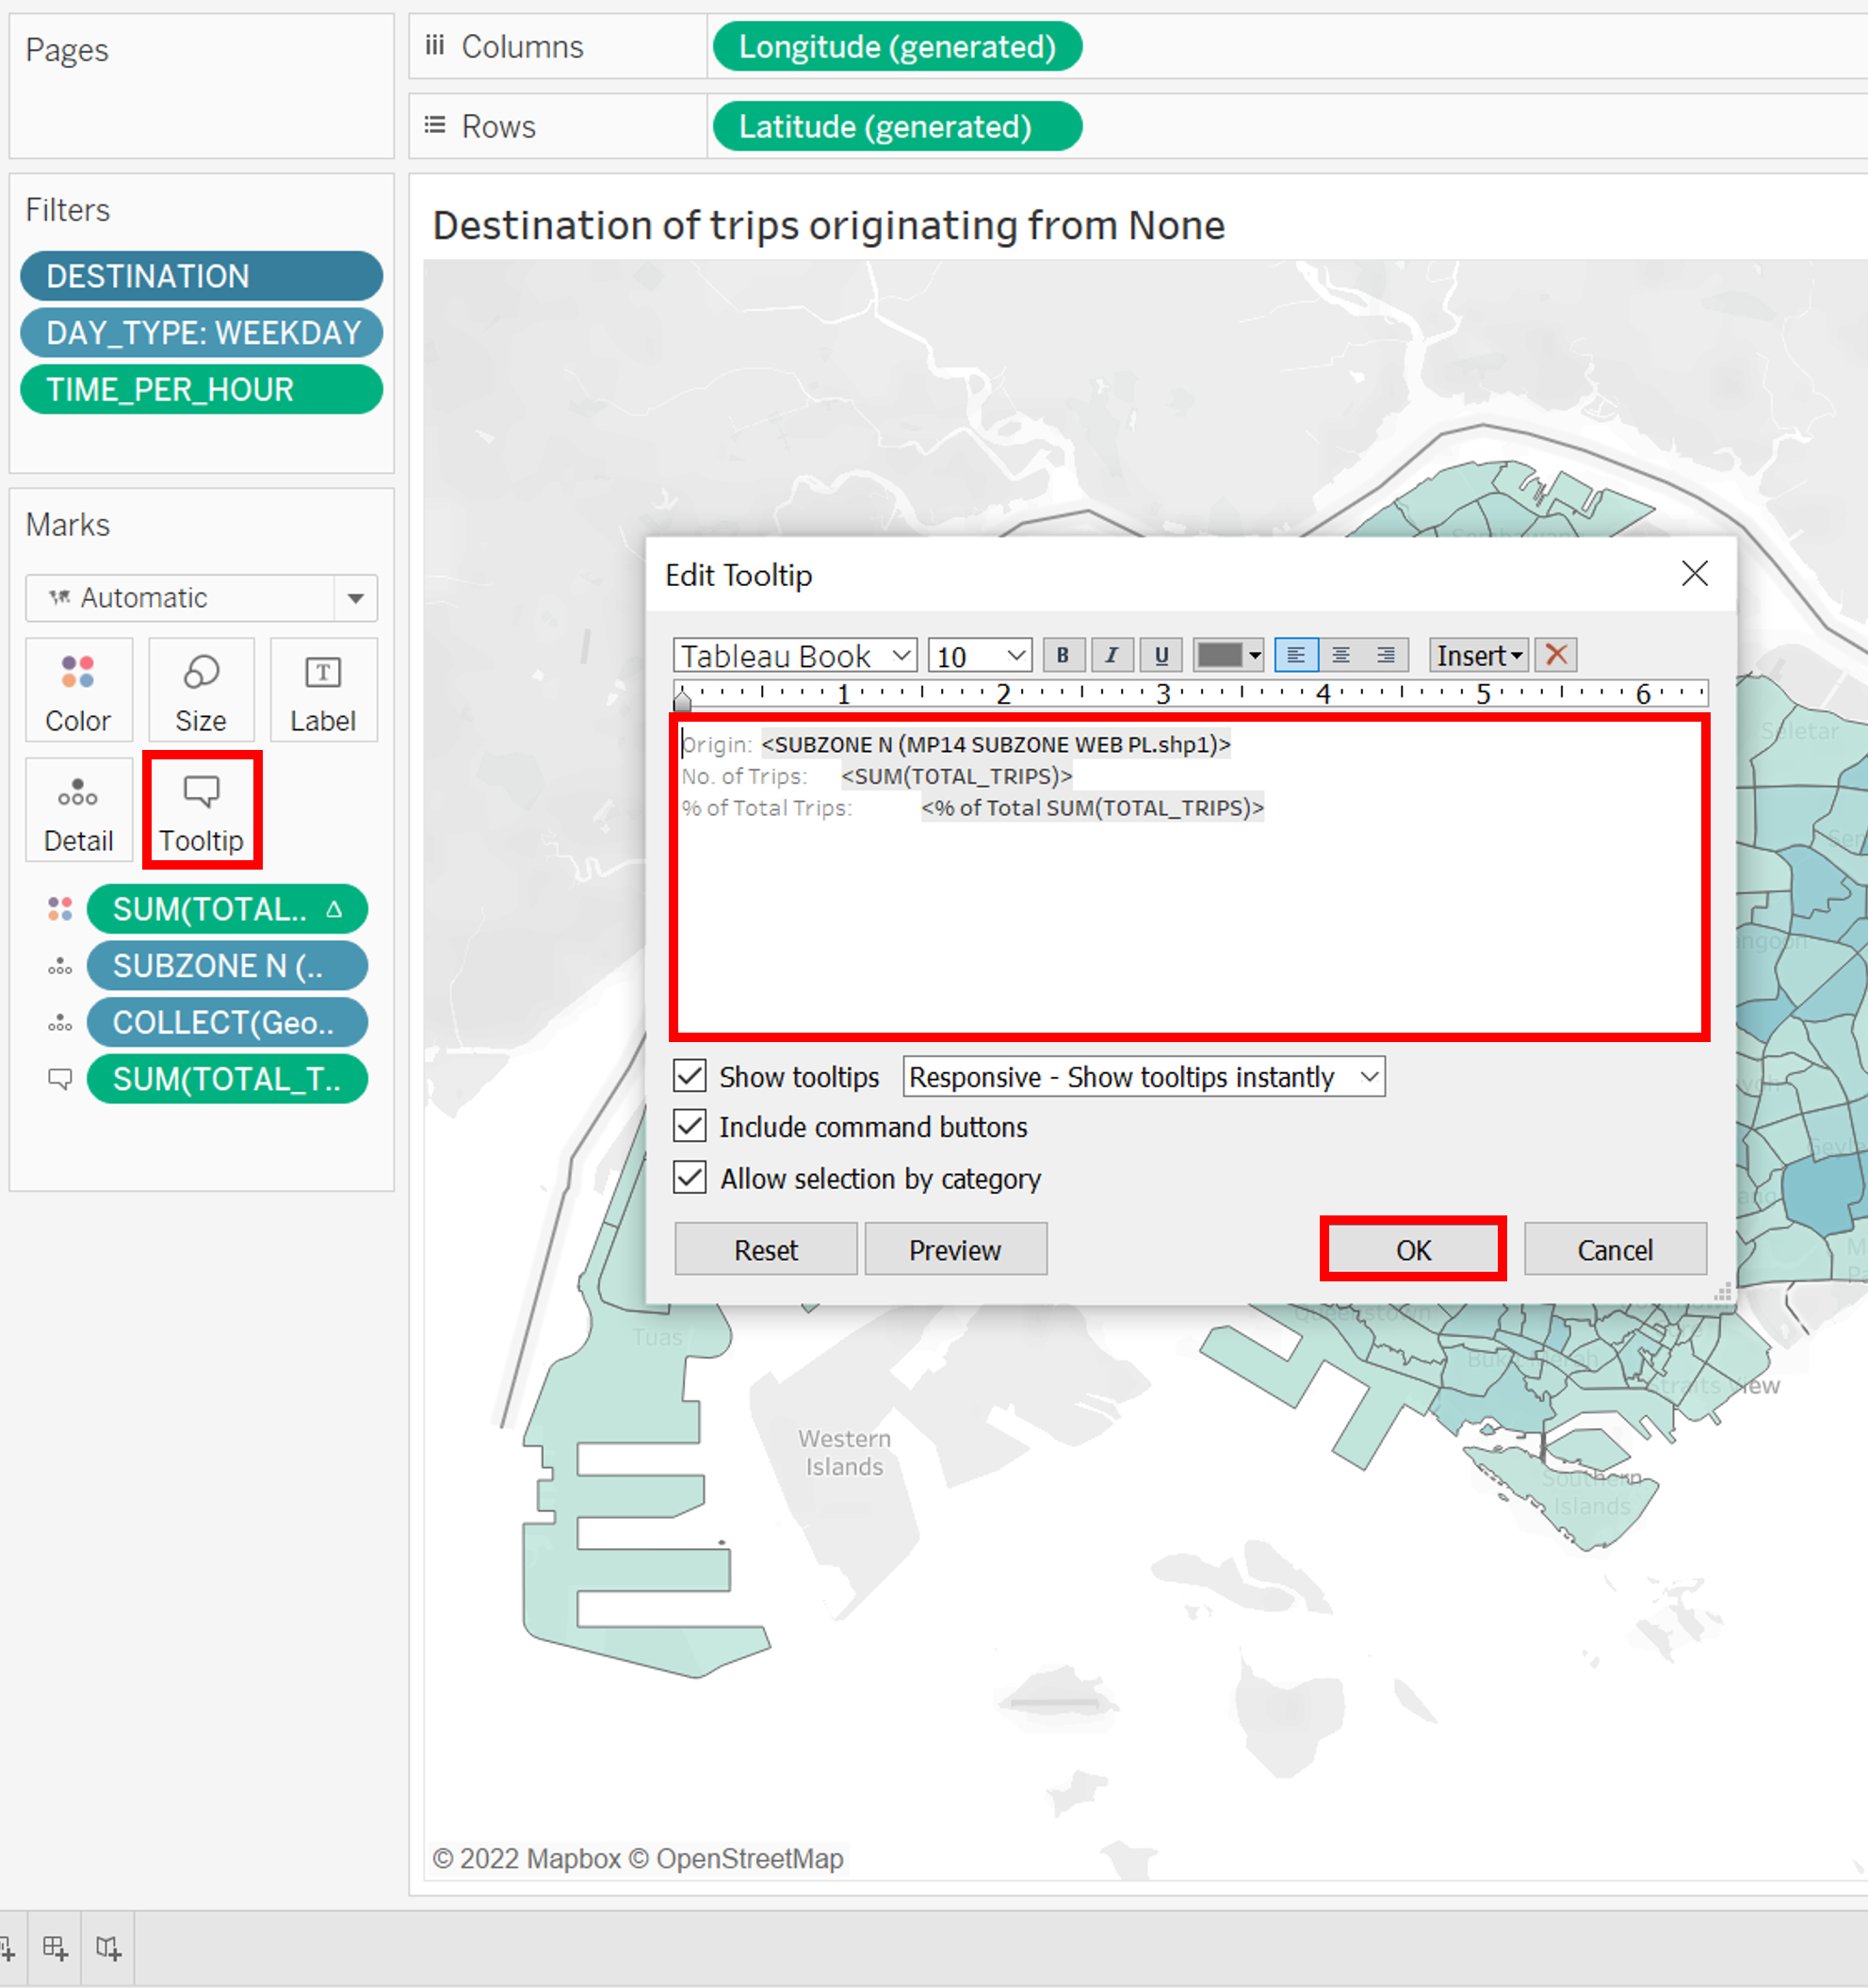 Pages
Columns
Longitude (generated)
Rows
Latitude (generated)
Filters
DESTINATION
DAY_TYPE: WEEKDAY
TIME_PER_HOUR
Marks
Automatic
Color
Size
Label
Detail
Tooltip
SUM(TOTAL..
SUBZONE N (..
COLLECT(Geo..
SUM(TOTAL_T..
Destination of trips originating from None
Edit Tooltip
Tableau Book
10
B
I
U
Insert
1 2 3 4 5 6
Origin: <SUBZONE N (MP14 SUBZONE WEB PL.shp1)>
No. of Trips: <SUM(TOTAL_TRIPS)>
% of Total Trips: <% of Total SUM(TOTAL_TRIPS)>
Show tooltips
Responsive - Show tooltips instantly
Include command buttons
Allow selection by category
Reset
Preview
OK
Cancel
Seletar
Tuas
Queenstown
Bukit Merah
Straits View
Western
Islands
Southern
Islands
© 2022 Mapbox © OpenStreetMap